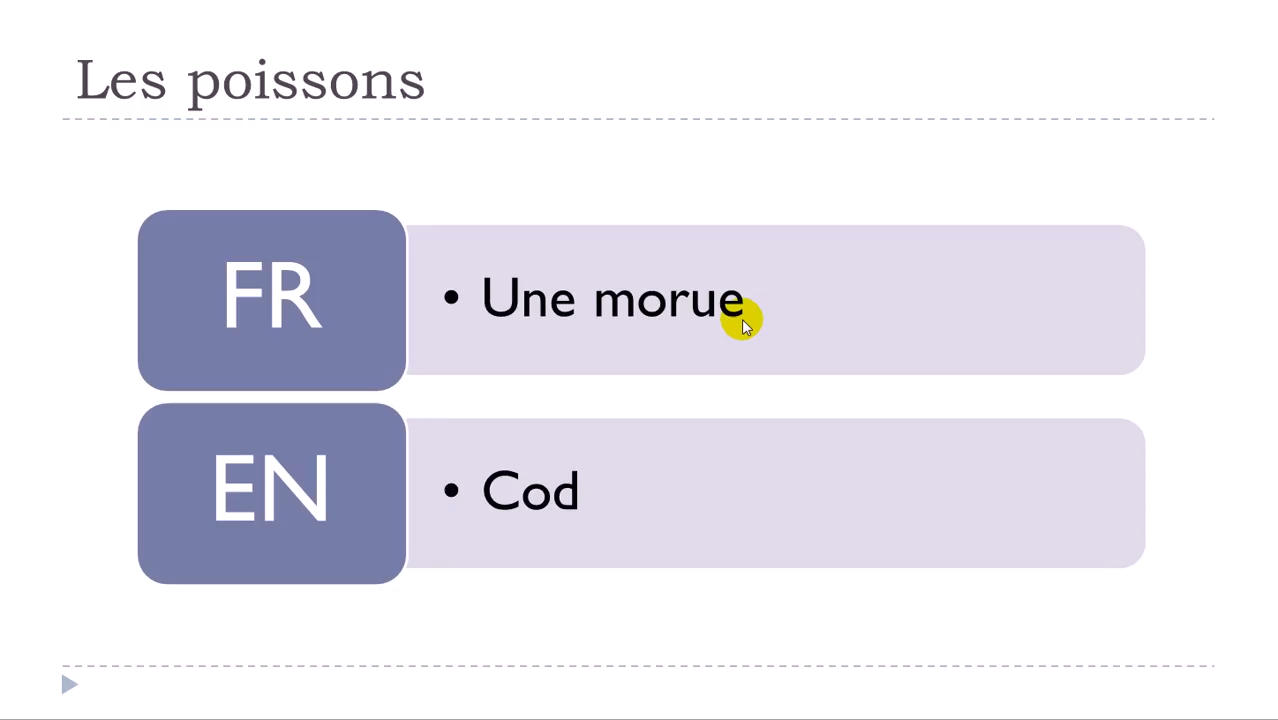 Les poissons
FR
• Une morue
EN
• Cod